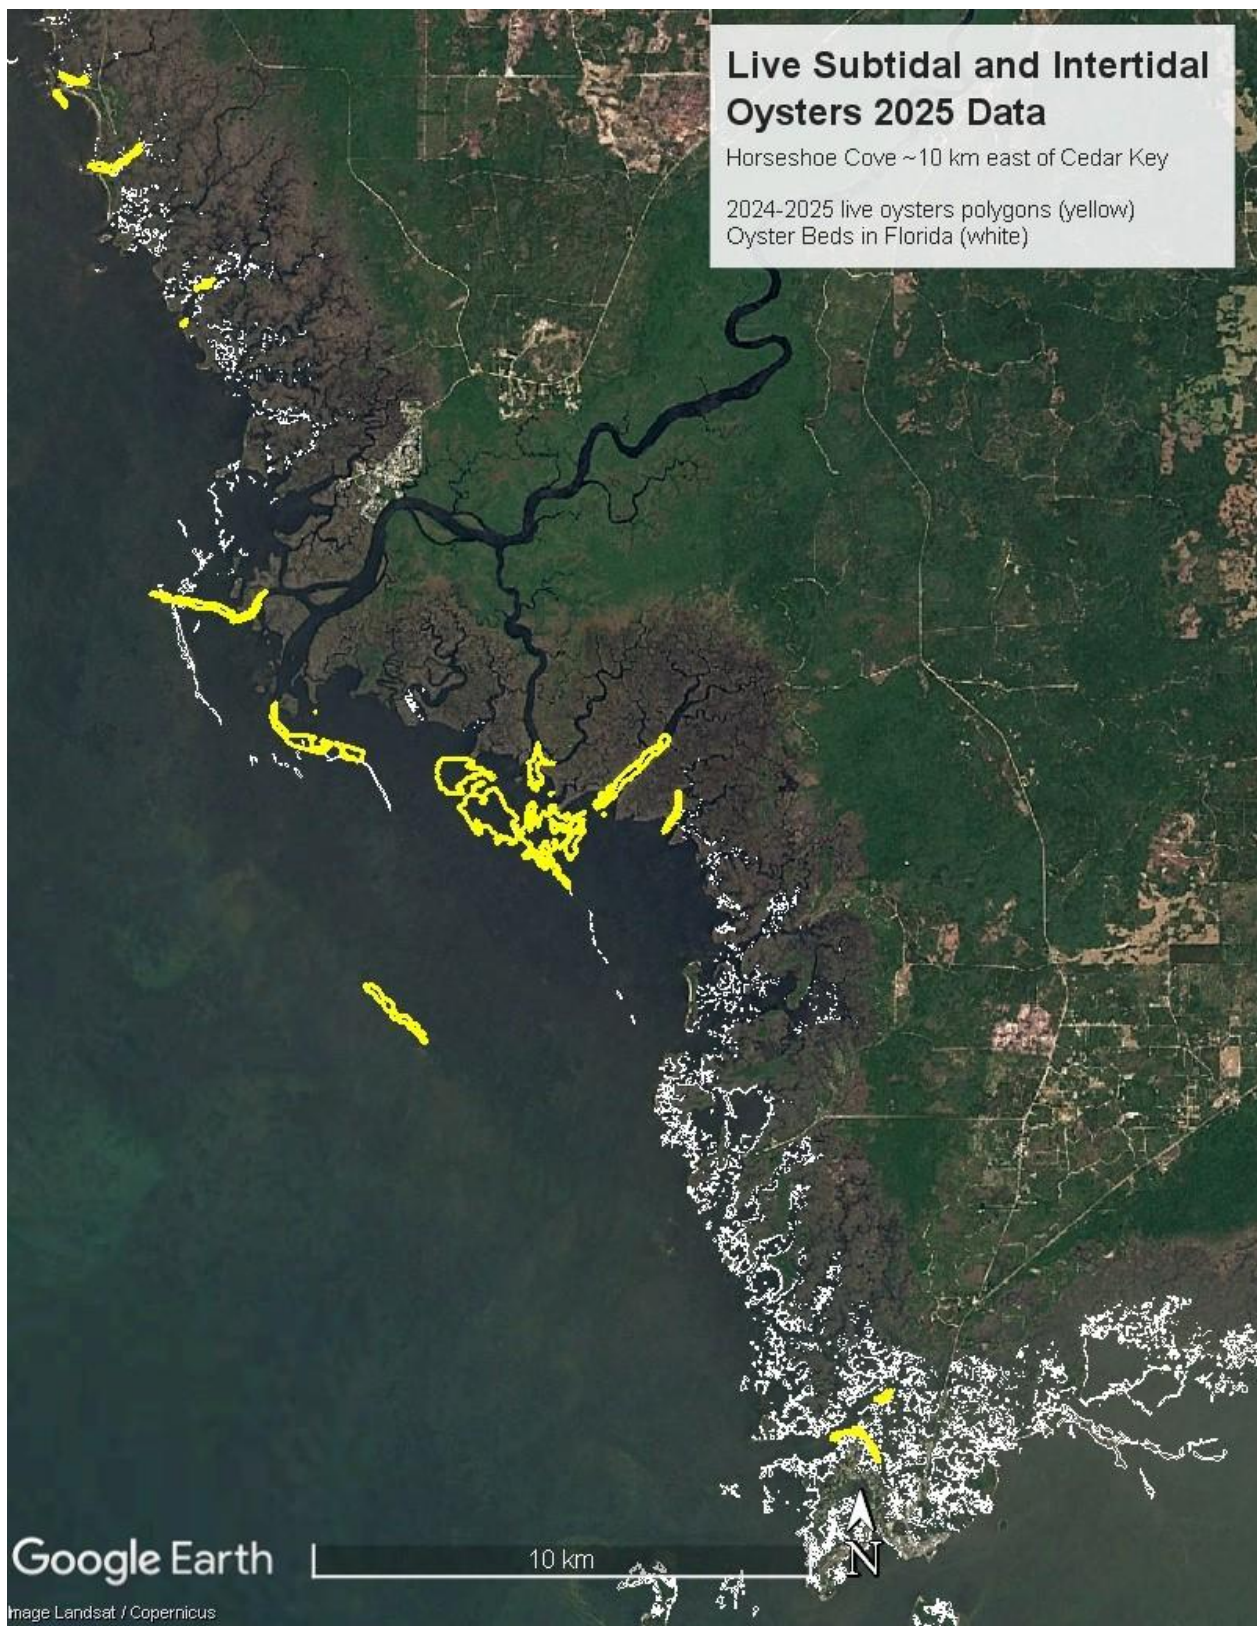 Live Subtidal and Intertidal
Oysters 2025 Data
Horseshoe Cove ~10 km east of Cedar Key
2024-2025 live oysters polygons (yellow)
Oyster Beds in Florida (white)
N
Google Earth
10 km
Image Landsat / Copernicus